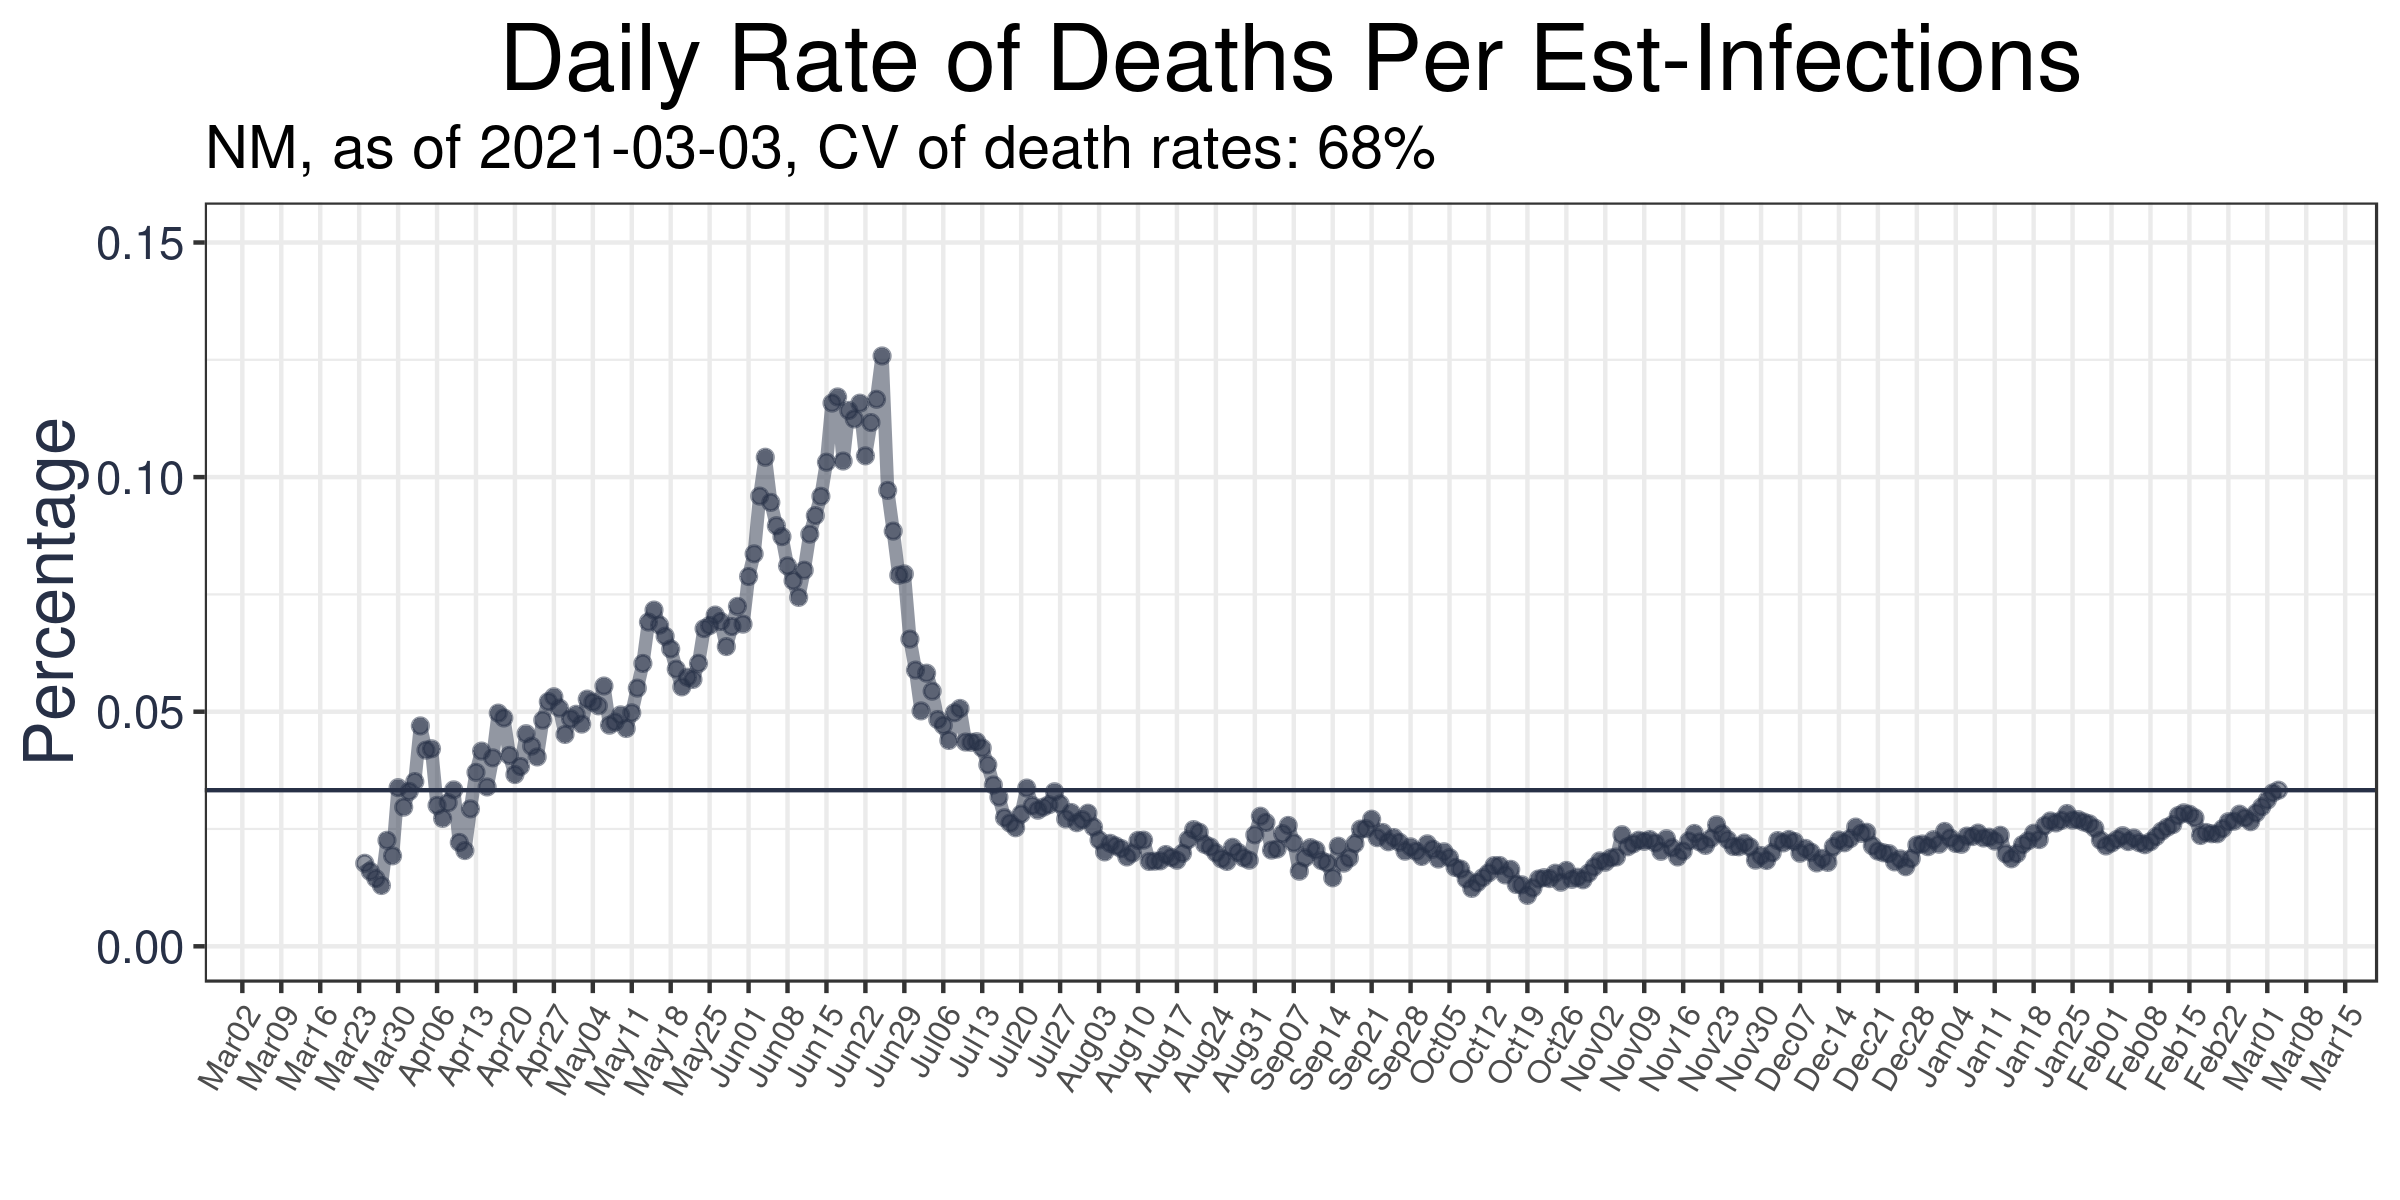 Daily Rate of Deaths Per Est-Infections
NM, as of 2021-03-03, CV of death rates: 68%
Percentage
0.15
0.10
0.05
0.00
Mar02
Mar09
Mar16
Mar23
Mar30
Apr06
Apr13
Apr20
Apr27
May04
May11
May18
May25
Jun01
Jun08
Jun15
Jun22
Jun29
Jul06
Jul13
Jul20
Jul27
Aug03
Aug10
Aug17
Aug24
Aug31
Sep07
Sep14
Sep21
Sep28
Oct05
Oct12
Oct19
Oct26
Nov02
Nov09
Nov16
Nov23
Nov30
Dec07
Dec14
Dec21
Dec28
Jan04
Jan11
Jan18
Jan25
Feb01
Feb08
Feb15
Feb22
Mar01
Mar08
Mar15